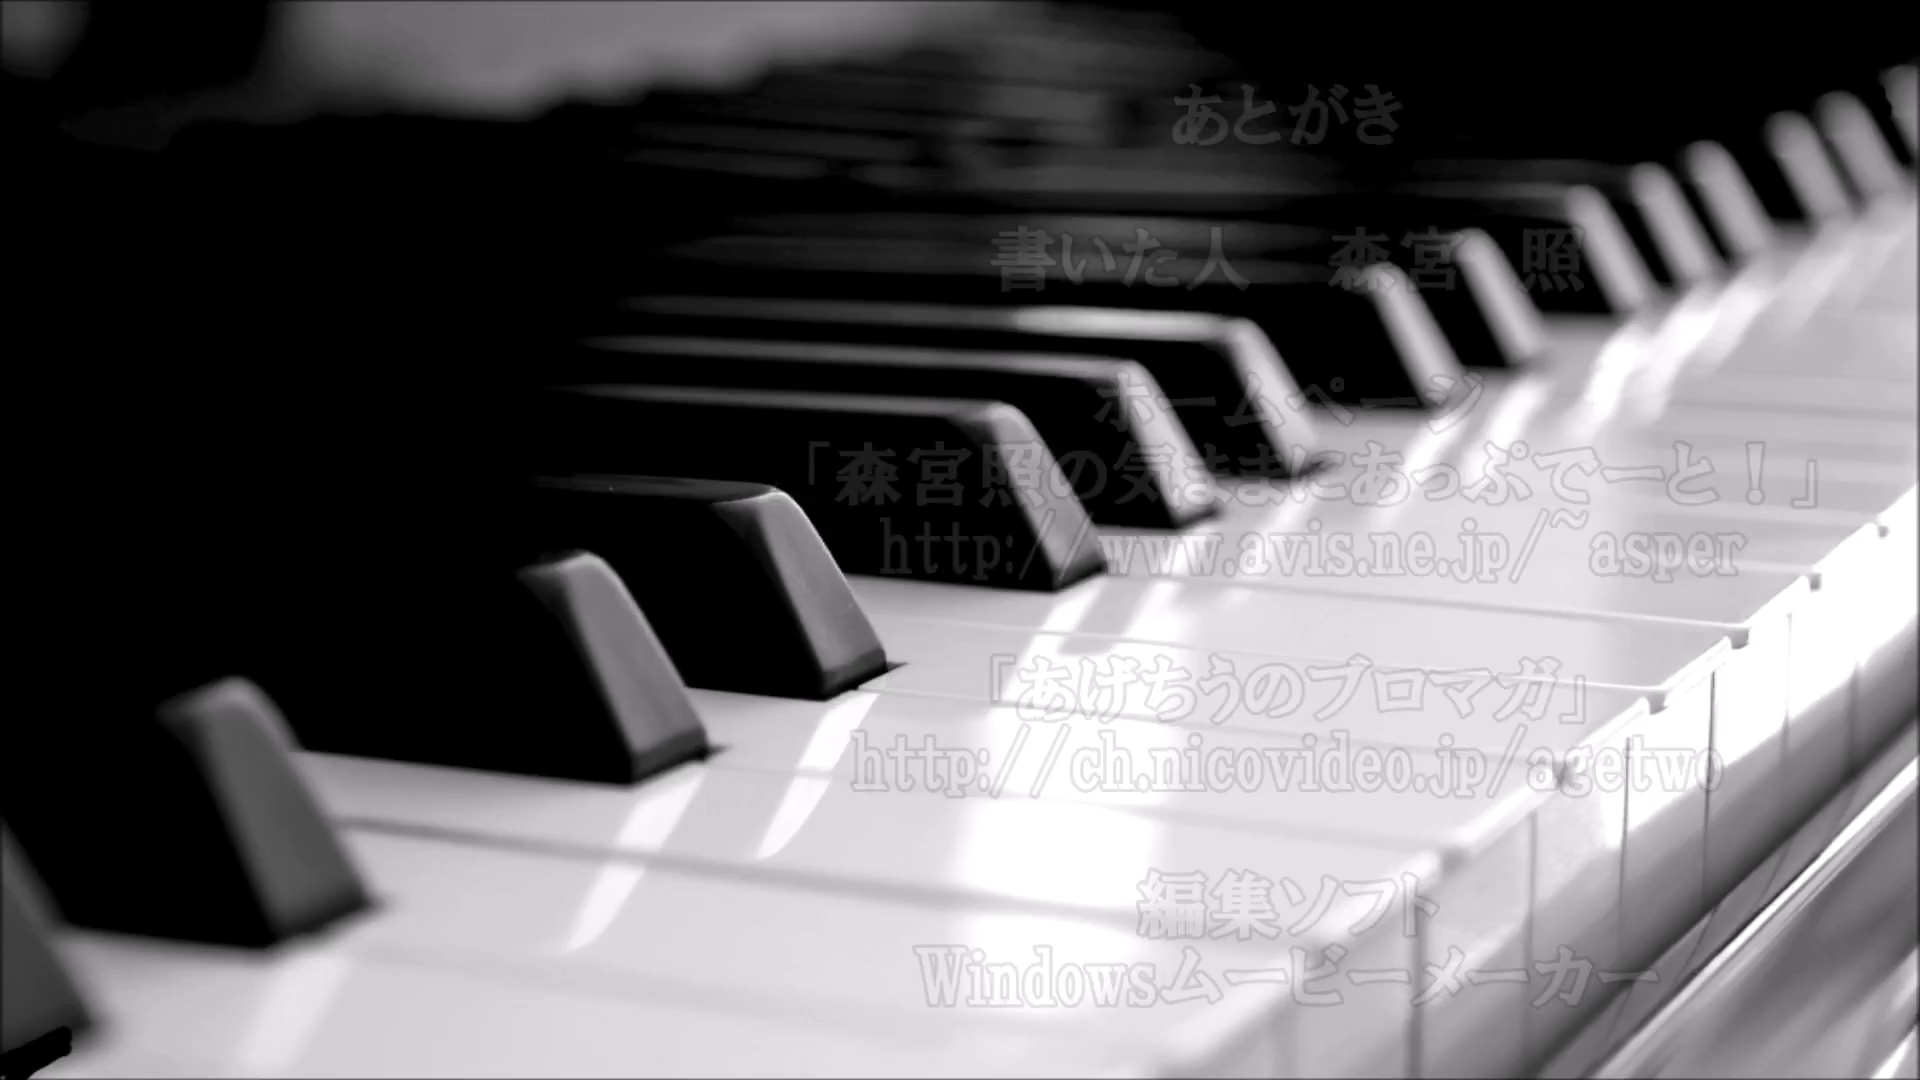 あとがき
書いた人　森宮　照
ホームページ
「森宮照の気ままにあっぷでーと！」
http://www.avis.ne.jp/~asper
「あげちうのブロマガ」
http://ch.nicovideo.jp/agetwo
編集ソフト
Windowsムービーメーカー